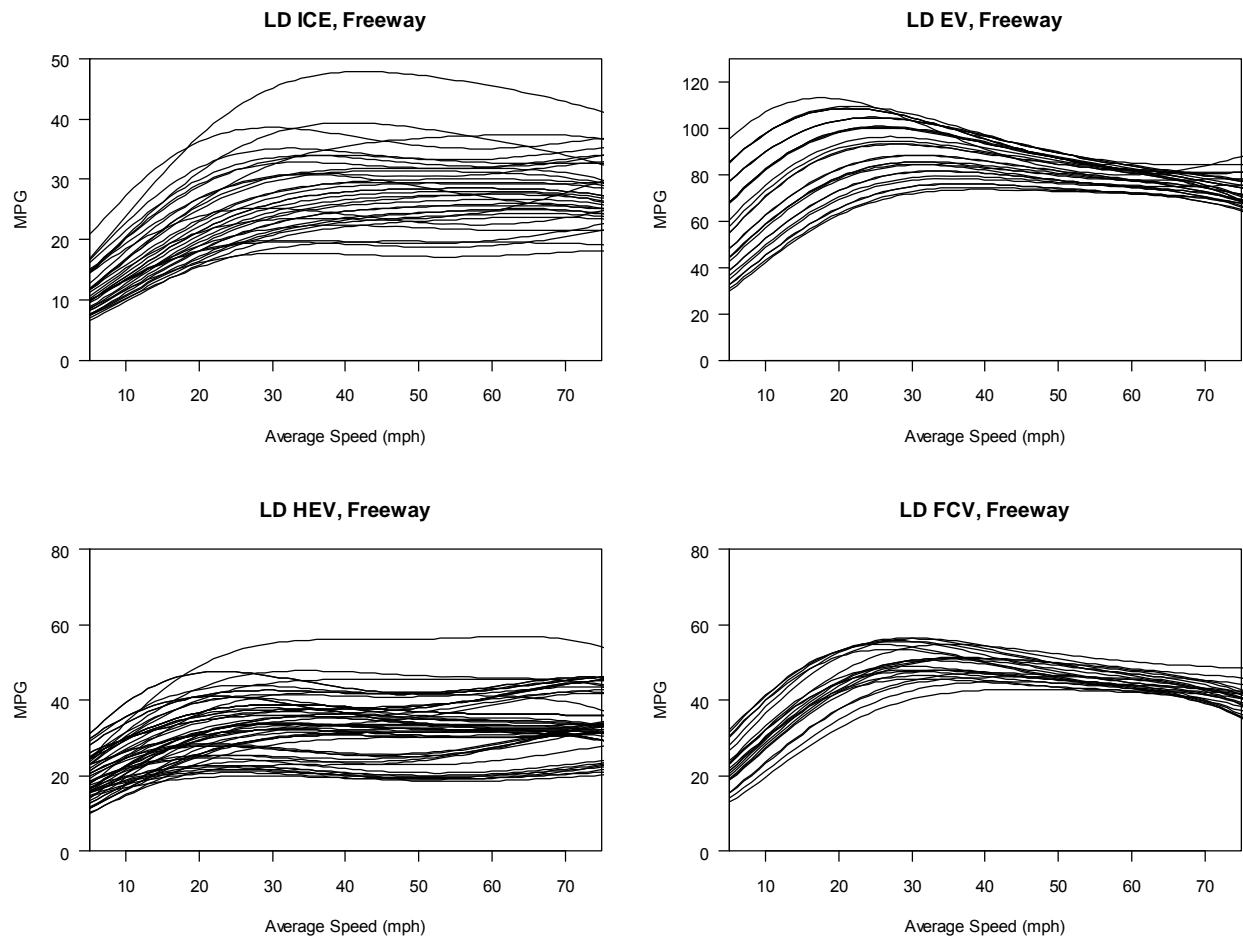 LD ICE, Freeway
MPG
50
40
30
20
10
0
10 20 30 40 50 60 70
Average Speed (mph)
LD EV, Freeway
MPG
120
100
80
60
40
20
0
10 20 30 40 50 60 70
Average Speed (mph)
LD HEV, Freeway
MPG
80
60
40
20
0
10 20 30 40 50 60 70
Average Speed (mph)
LD FCV, Freeway
MPG
80
60
40
20
0
10 20 30 40 50 60 70
Average Speed (mph)